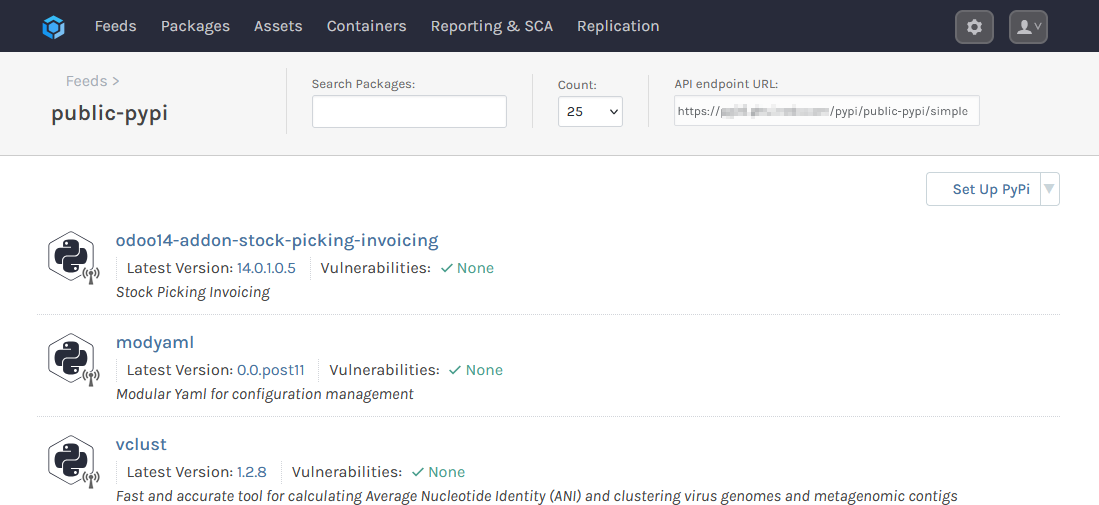 Feeds Packages Assets Containers Reporting & SCA Replication
Feeds >
public-pypi
Search Packages:
Count:
25
API endpoint URL:
https:// /pypi/public-pypi/simple
Set Up PyPi
odoo14-addon-stock-picking-invoicing
Latest Version: 14.0.1.0.5 Vulnerabilities: ✓ None
Stock Picking Invoicing
modyaml
Latest Version: 0.0.post11 Vulnerabilities: ✓ None
Modular Yaml for configuration management
vclust
Latest Version: 1.2.8 Vulnerabilities: ✓ None
Fast and accurate tool for calculating Average Nucleotide Identity (ANI) and clustering virus genomes and metagenomic contigs